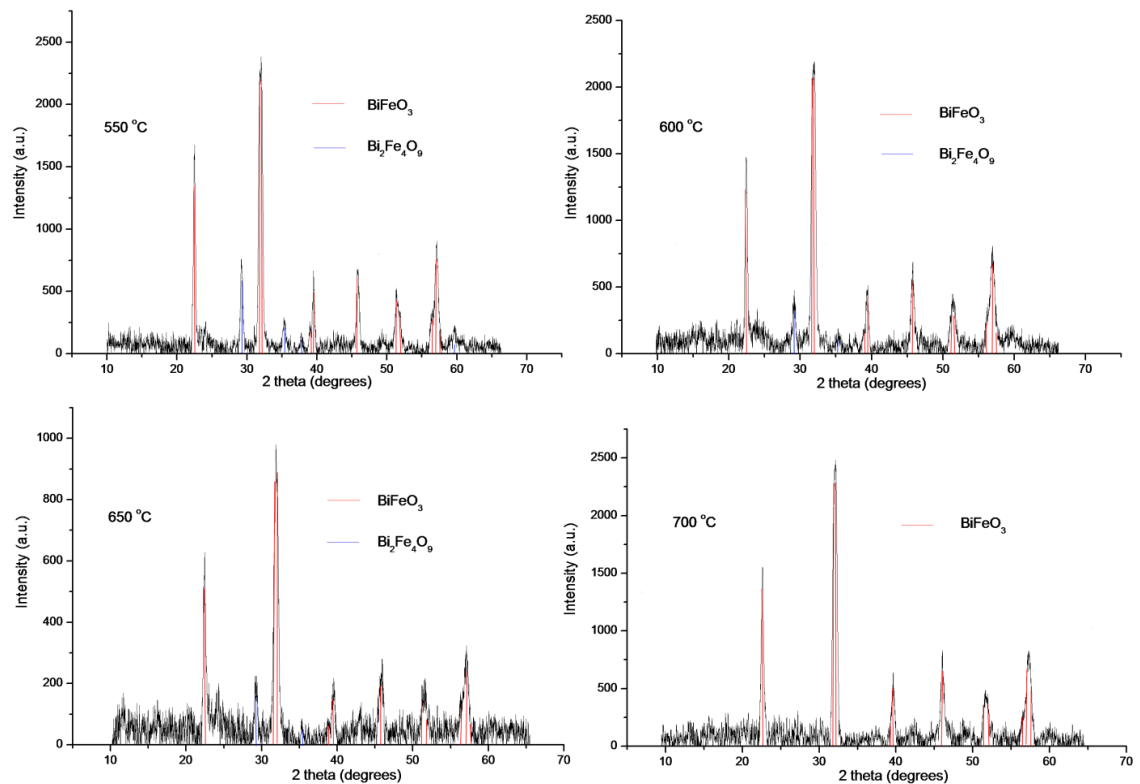 2500
2000
1500
1000
500
0
Intensity (a.u.)
550 °C
BiFeO₃
Bi₂Fe₄O₉
10 20 30 40 50 60 70
2 theta (degrees)
2500
2000
1500
1000
500
0
Intensity (a.u.)
600 °C
BiFeO₃
Bi₂Fe₄O₉
10 20 30 40 50 60 70
2 theta (degrees)
1000
800
600
400
200
0
Intensity (a.u.)
650 °C
BiFeO₃
Bi₂Fe₄O₉
10 20 30 40 50 60 70
2 theta (degrees)
2500
2000
1500
1000
500
0
Intensity (a.u.)
700 °C
BiFeO₃
10 20 30 40 50 60 70
2 theta (degrees)